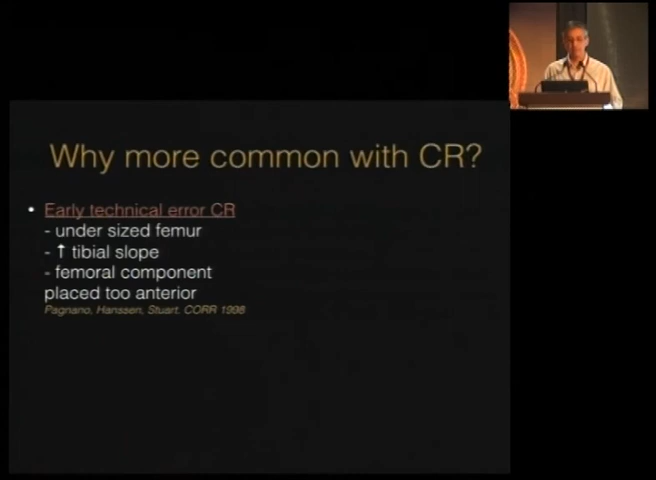 Why more common with CR?
• Early technical error CR
- under sized femur
- ↑ tibial slope
- femoral component
placed too anterior
Pagnano, Hanssen, Stuart. CORR 1998